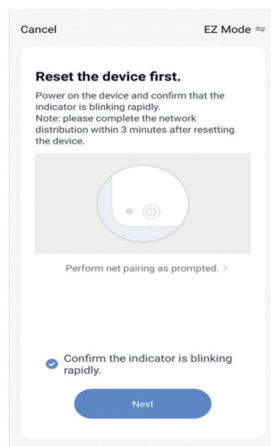 Cancel EZ Mode
Reset the device first.
Power on the device and confirm that the
indicator is blinking rapidly.
Note: please complete the network
distribution within 3 minutes after resetting
the device.
Perform net pairing as prompted. >
Confirm the indicator is blinking
rapidly.
Next